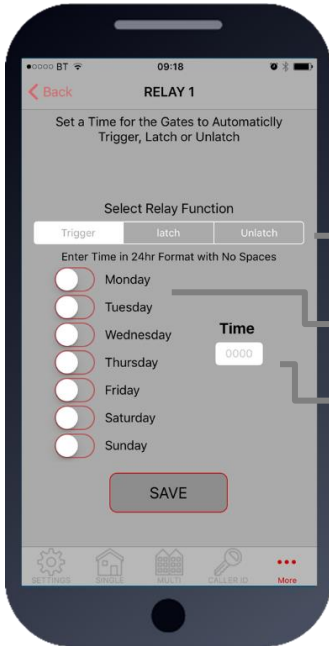 BT 09:18
Back RELAY 1
Set a Time for the Gates to Automaticlly
Trigger, Latch or Unlatch
Select Relay Function
Trigger latch Unlatch
Enter Time in 24hr Format with No Spaces
Monday
Tuesday
Wednesday
Thursday
Friday
Saturday
Sunday
Time
0000
SAVE
SETTINGS SINGLE MULTI CALLER ID More